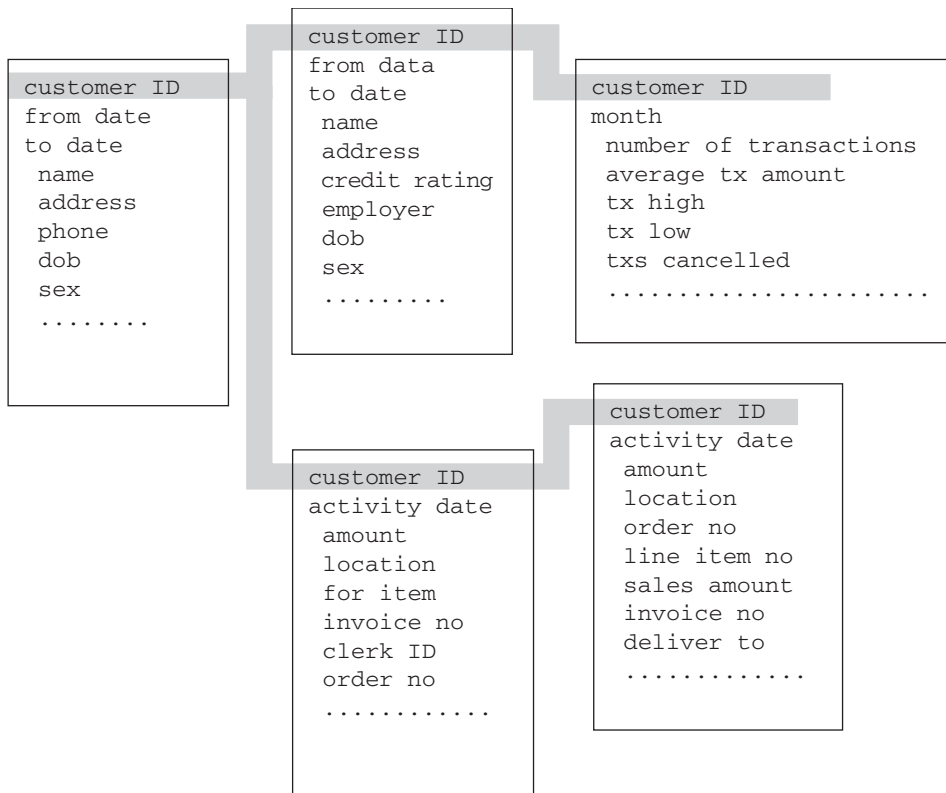 customer ID
from date
to date
name
address
phone
dob
sex
........
customer ID
from data
to date
name
address
credit rating
employer
dob
sex
.........
customer ID
month
number of transactions
average tx amount
tx high
tx low
txs cancelled
.......................
customer ID
activity date
amount
location
for item
invoice no
clerk ID
order no
............
customer ID
activity date
amount
location
order no
line item no
sales amount
invoice no
deliver to
.............